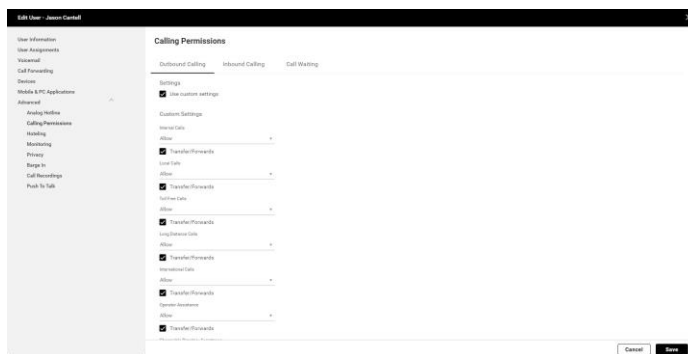 Edit User - Jason Cantell
User Information
User Assignments
Voicemail
Call Forwarding
Devices
Mobile & PC Applications
Advanced
Analog Hotline
Calling Permissions
Hoteling
Monitoring
Privacy
Barge In
Call Recordings
Push To Talk
Calling Permissions
Outbound Calling Inbound Calling Call Waiting
Settings
Use custom settings
Custom Settings
Internal Calls
Allow
Transfer/Forwards
Local Calls
Allow
Transfer/Forwards
Toll Free Calls
Allow
Transfer/Forwards
Long Distance Calls
Allow
Transfer/Forwards
International Calls
Allow
Transfer/Forwards
Operator Assistance
Allow
Transfer/Forwards
Cancel Save